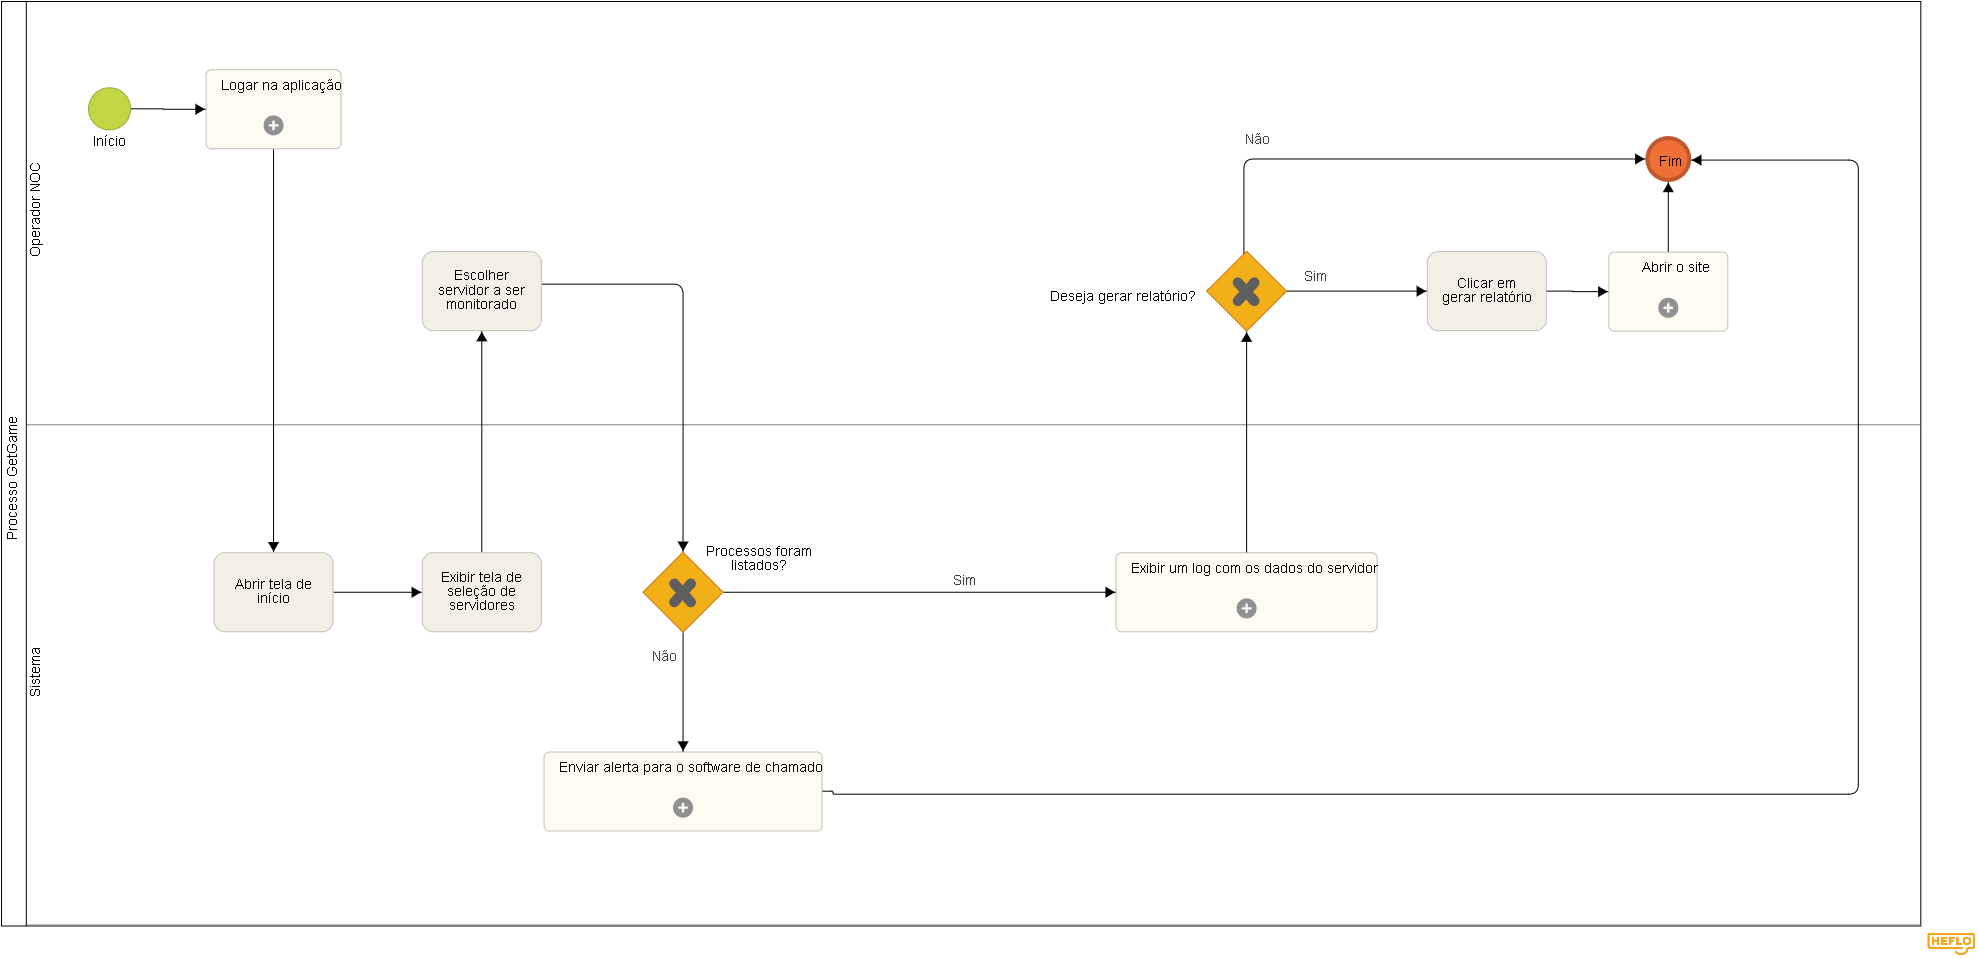 Processo GetGame
Operador NOC
Início
Logar na aplicação
Escolher
servidor a ser
monitorado
Não
Deseja gerar relatório?
Sim
Clicar em
gerar relatório
Abrir o site
Fim
Sistema
Abrir tela de
início
Exibir tela de
seleção de
servidores
Processos foram
listados?
Sim
Não
Exibir um log com os dados do servidor
Enviar alerta para o software de chamado
HEFLO